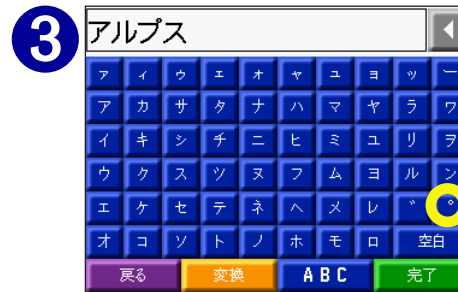 3
アルプス
ァ ィ ゥ ェ ォ ャ ュ ョ ッ ー
ア カ サ タ ナ ハ マ ヤ ラ ワ
イ キ シ チ ニ ヒ ミ ユ リ ヲ
ウ ク ス ツ ヌ フ ム ヨ ル ン
エ ケ セ テ ネ ヘ メ レ ゛ ゜
オ コ ソ ト ノ ホ モ ロ 空白
戻る 変換 ABC 完了